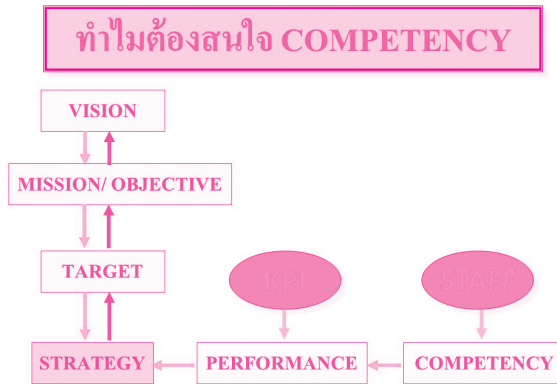 ทำไมต้องสนใจ COMPETENCY
VISION
MISSION/ OBJECTIVE
TARGET
KPI
STAFF
STRATEGY
PERFORMANCE
COMPETENCY